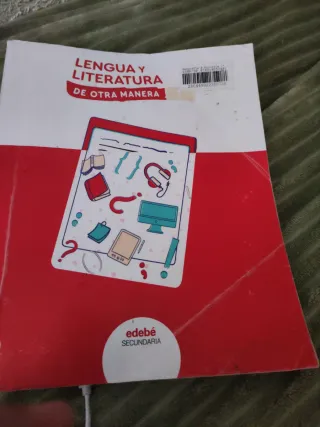 LENGUA Y
LITERATURA
DE OTRA MANERA
edebé
SECUNDARIA